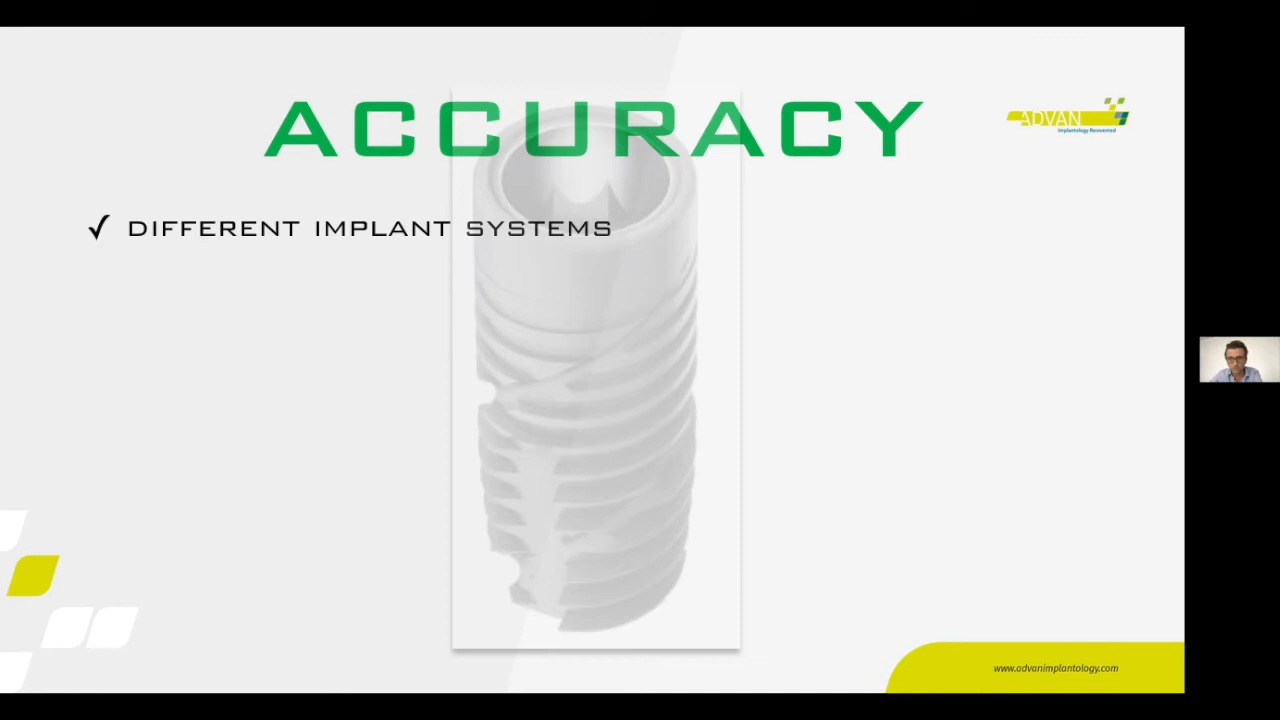 ACCURACY
ADVAN
Implantology Reinvented
✓ DIFFERENT IMPLANT SYSTEMS
www.advanimplantology.com